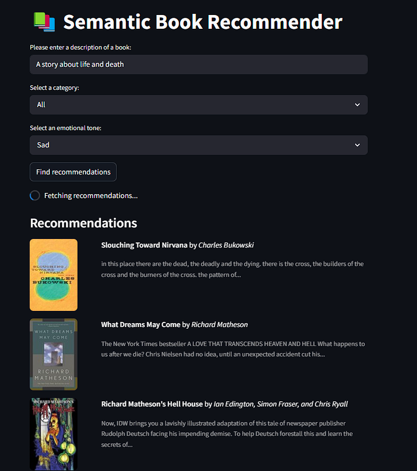 Semantic Book Recommender
Please enter a description of a book:
A story about life and death
Select a category:
All
Select an emotional tone:
Sad
Find recommendations
Fetching recommendations...
Recommendations
Slouching Toward Nirvana by Charles Bukowski
in this place there are the dead, the deadly and the dying. there is the cross, the builders of the
cross and the burners of the cross. the pattern of...
CHARLES
BUKOWSKI
What Dreams May Come by Richard Matheson
The New York Times bestseller A LOVE THAT TRANSCENDS HEAVEN AND HELL What happens to
us after we die? Chris Nielsen had no idea, until an unexpected accident cut his...
WHAT DREAMS
MAY COME
RICHARD
MATHESON
Richard Matheson's Hell House by Ian Edington, Simon Fraser, and Chris Ryall
Now, IDW brings you a lavishly illustrated adaptation of this tale of newspaper publisher
Rudolph Deutsch facing his impending demise. To help Deutsch forestall this and learn the
secrets of...